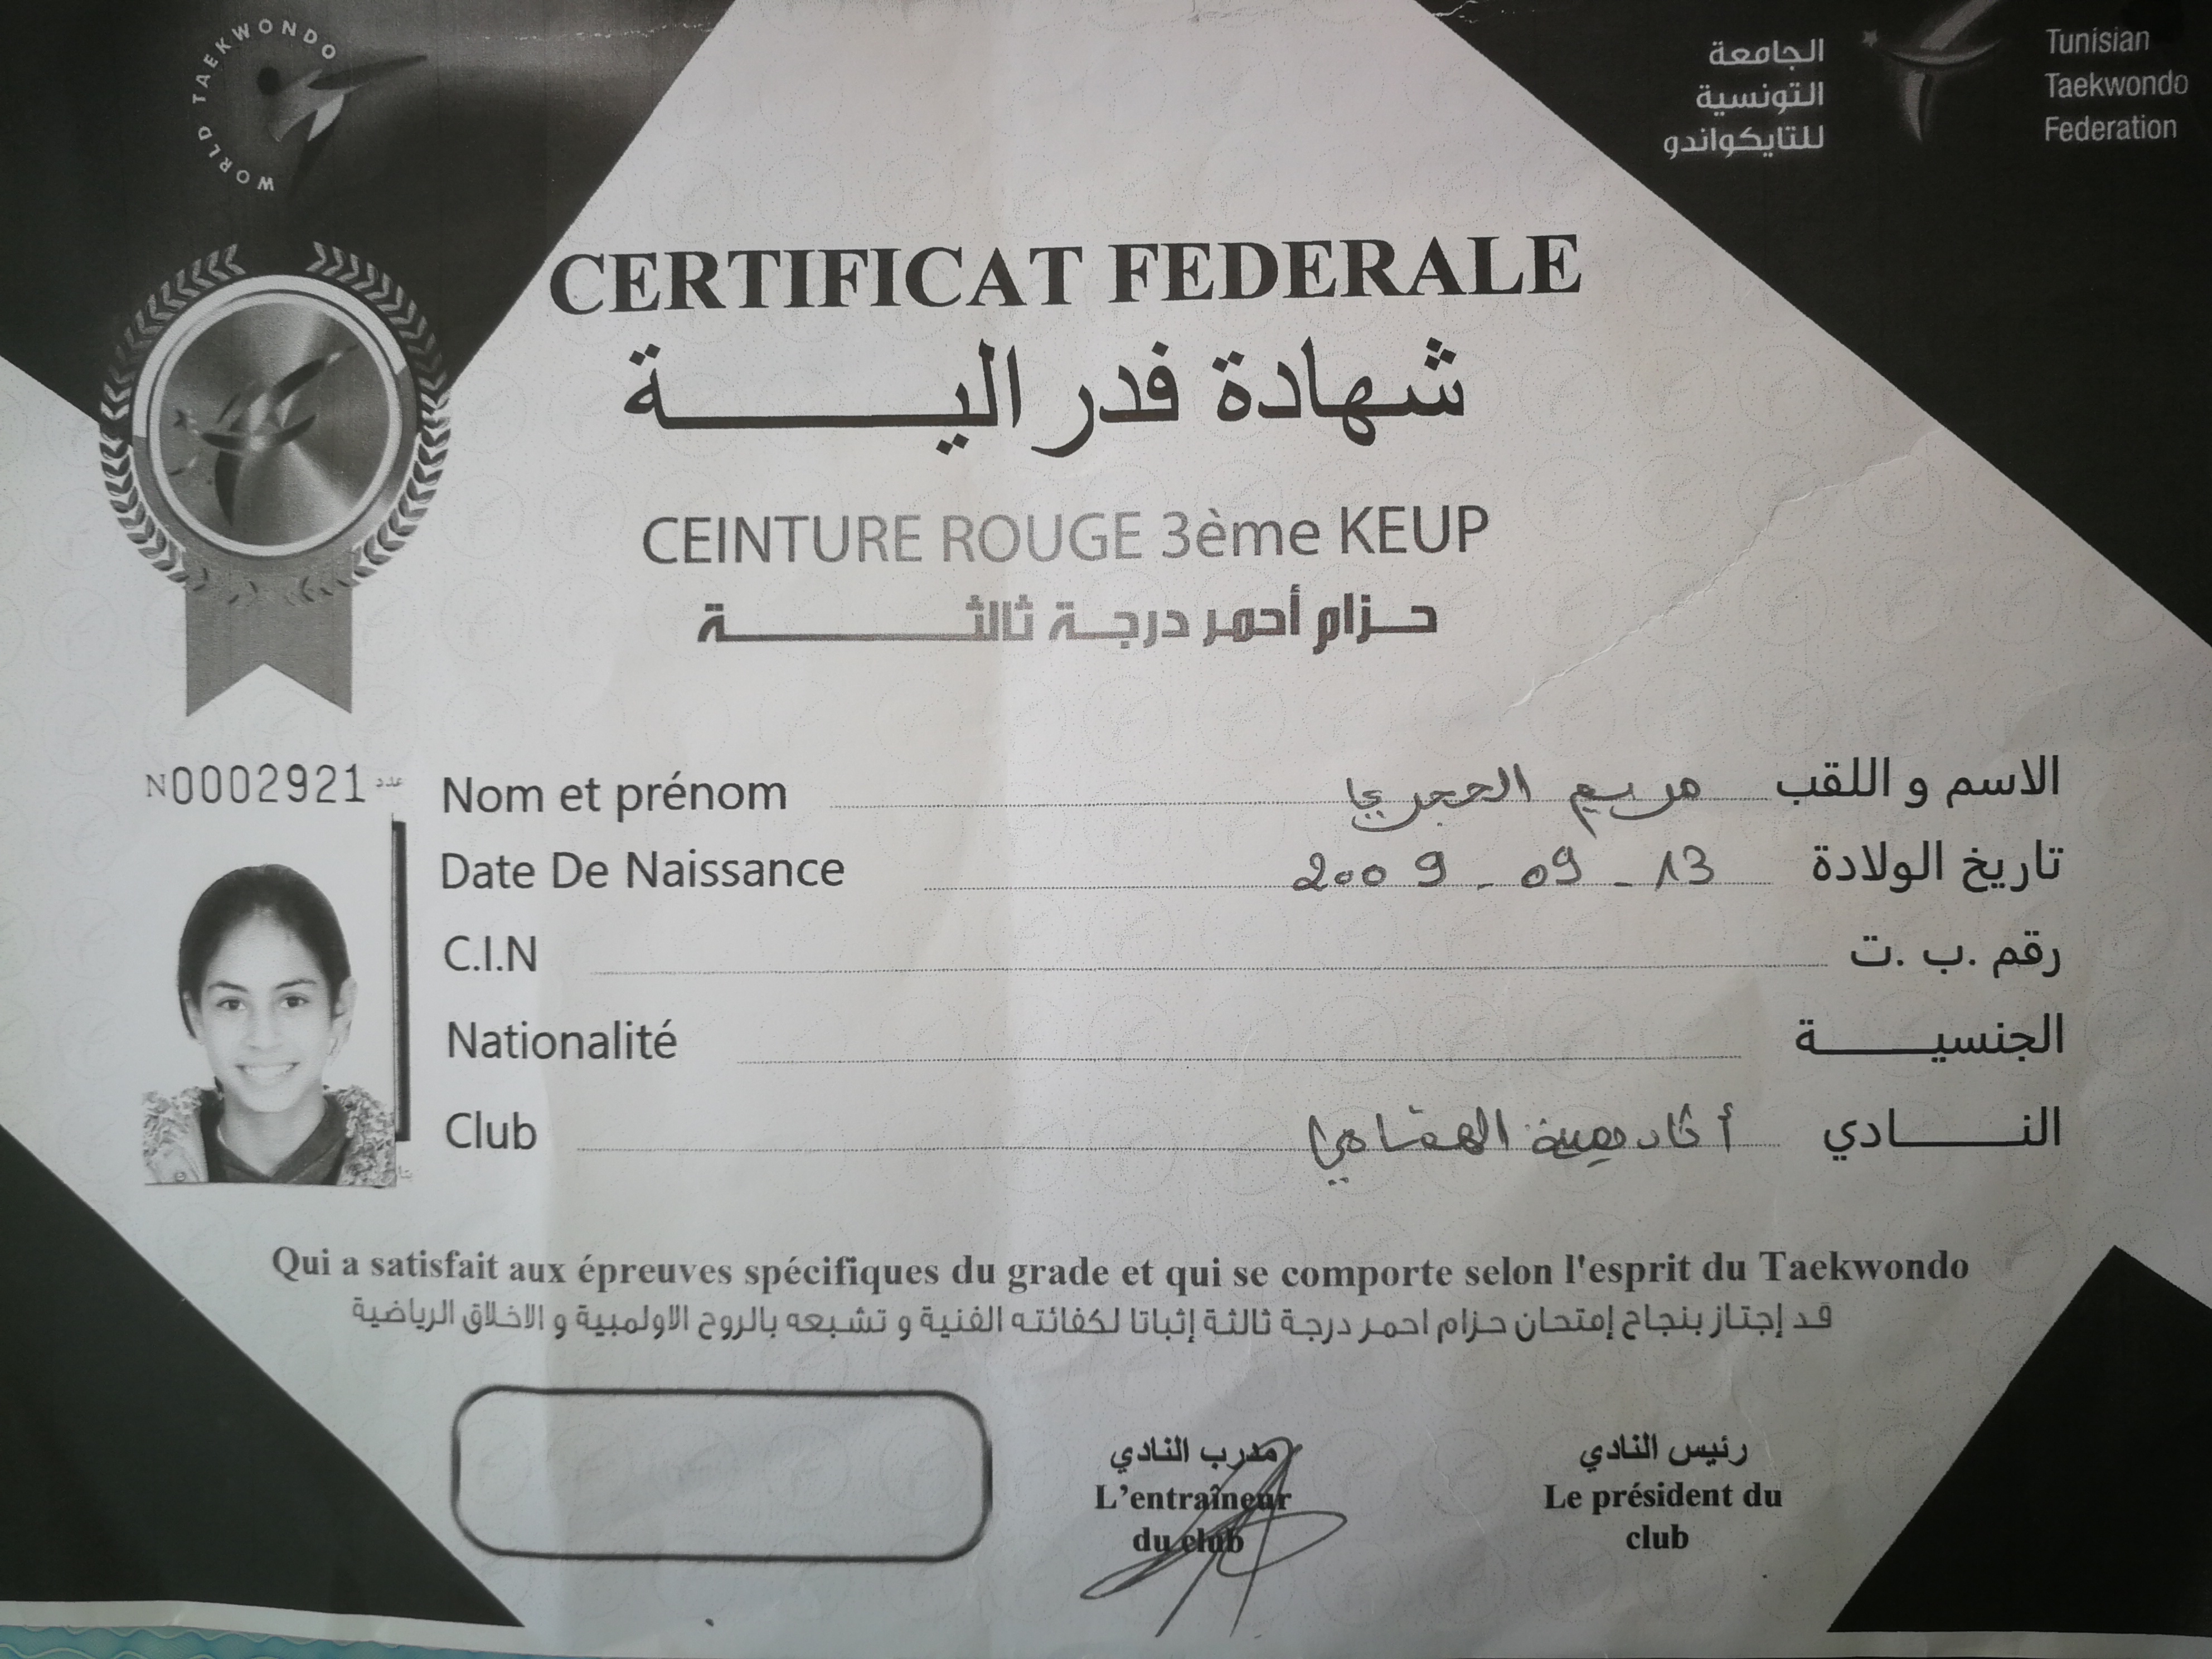 WORLD TAEKWONDO
الجامعة
التونسية
للتايكواندو
Tunisian
Taekwondo
Federation
CERTIFICAT FEDERALE
شهادة فدرالية
CEINTURE ROUGE 3ème KEUP
حزام أحمر درجة ثالثة
N0002921 عدد
Nom et prénom مريم الحجري الاسم و اللقب
Date De Naissance 2009 - 09 - 13 تاريخ الولادة
C.I.N رقم .ب .ت
Nationalité الجنسية
Club النادي
Qui a satisfait aux épreuves spécifiques du grade et qui se comporte selon l'esprit du Taekwondo
قد إجتاز بنجاح إمتحان حزام احمر درجة ثالثة إثباتا لكفائته الفنية و تشبعه بالروح الاولمبية و الاخلاق الرياضية
مدرب النادي
L'entraîneur
du club
رئيس النادي
Le président du
club